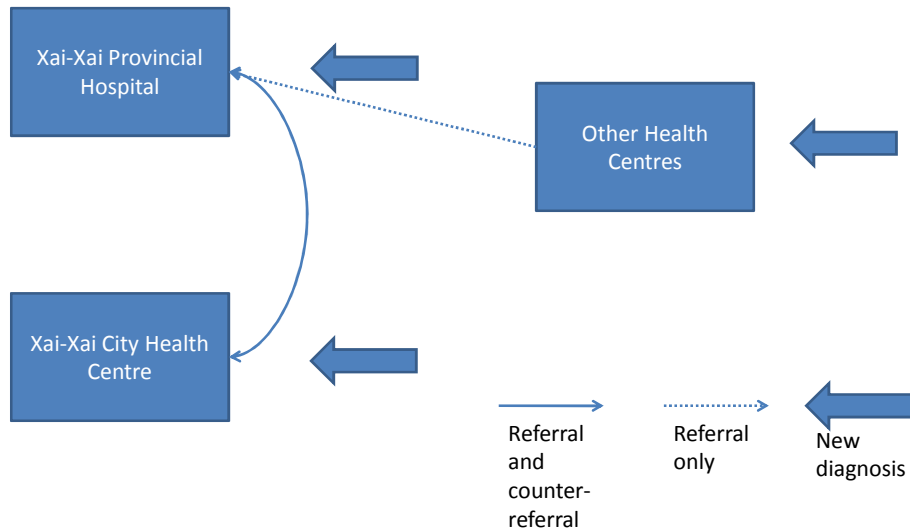 Xai-Xai Provincial
Hospital
Other Health
Centres
Xai-Xai City Health
Centre
Referral
and
counter-
referral
Referral
only
New
diagnosis